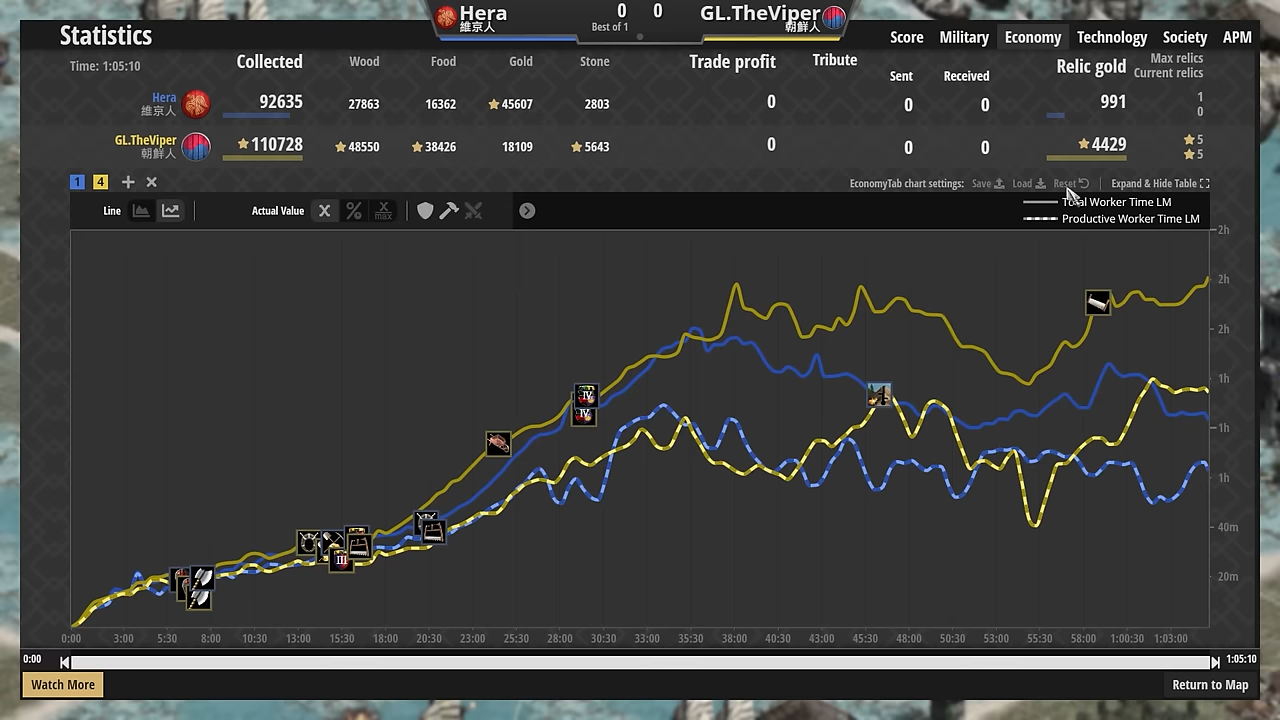 Hera 0 0 GL.TheViper
維京人 Best of 1 朝鮮人
Statistics
Score Military Economy Technology Society APM
Time: 1:05:10 Collected Wood Food Gold Stone Trade profit Tribute Sent Received Relic gold Max relics
Current relics
Hera
維京人
92635 27863 16362 45607 2803 0 0 0 991 1
0
GL.TheViper
朝鮮人
110728 48550 38426 18109 5643 0 0 0 4429 5
5
1 4 EconomyTab chart settings: Save Load Reset Expand & Hide Table
Line Actual Value X % X max
Total Worker Time LM
Productive Worker Time LM
2h
2h
2h
1h
1h
1h
40m
20m
IV
IV
III
0:00 3:00 5:30 8:00 10:30 13:00 15:30 18:00 20:30 23:00 25:30 28:00 30:30 33:00 35:30 38:00 40:30 43:00 45:30 48:00 50:30 53:00 55:30 58:00 1:00:30 1:03:00
0:00 1:05:10
Watch More Return to Map